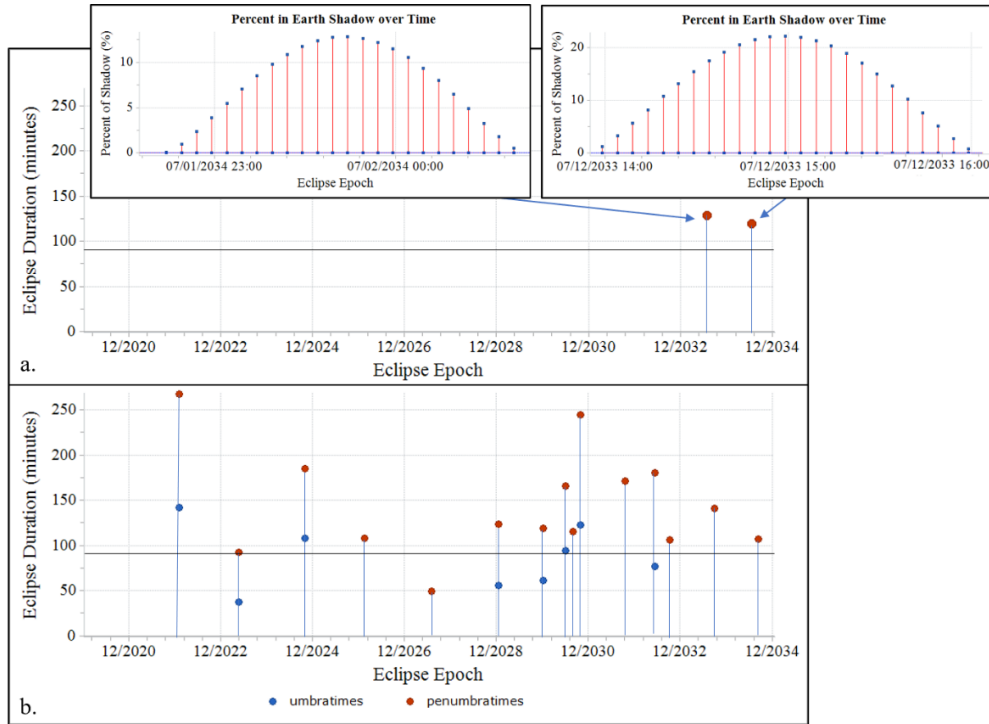 Percent in Earth Shadow over Time
Percent of Shadow (%)
10
5
0
07/01/2034 23:00
07/02/2034 00:00
Eclipse Epoch
Percent in Earth Shadow over Time
Percent of Shadow (%)
20
10
0
07/12/2033 14:00
07/12/2033 15:00
07/12/2033 16:00
Eclipse Epoch
Eclipse Duration (minutes)
250
200
150
100
50
0
12/2020
12/2022
12/2024
12/2026
12/2028
12/2030
12/2032
12/2034
Eclipse Epoch
a.
Eclipse Duration (minutes)
250
200
150
100
50
0
12/2020
12/2022
12/2024
12/2026
12/2028
12/2030
12/2032
12/2034
Eclipse Epoch
b.
umbratimes
penumbratimes